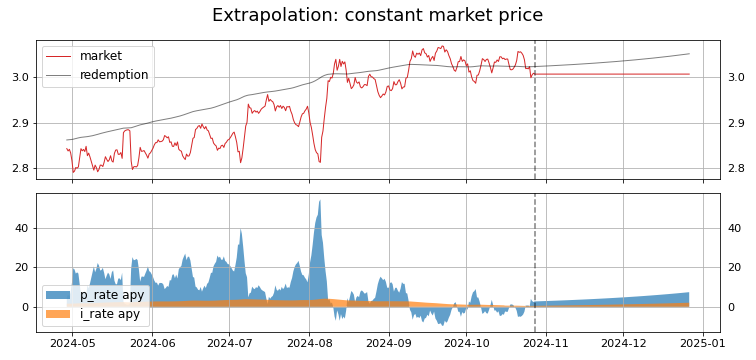 Extrapolation: constant market price
market
redemption
3.0
2.9
2.8
3.0
2.9
2.8
40
20
0
40
20
0
p_rate apy
i_rate apy
2024-05 2024-06 2024-07 2024-08 2024-09 2024-10 2024-11 2024-12 2025-01